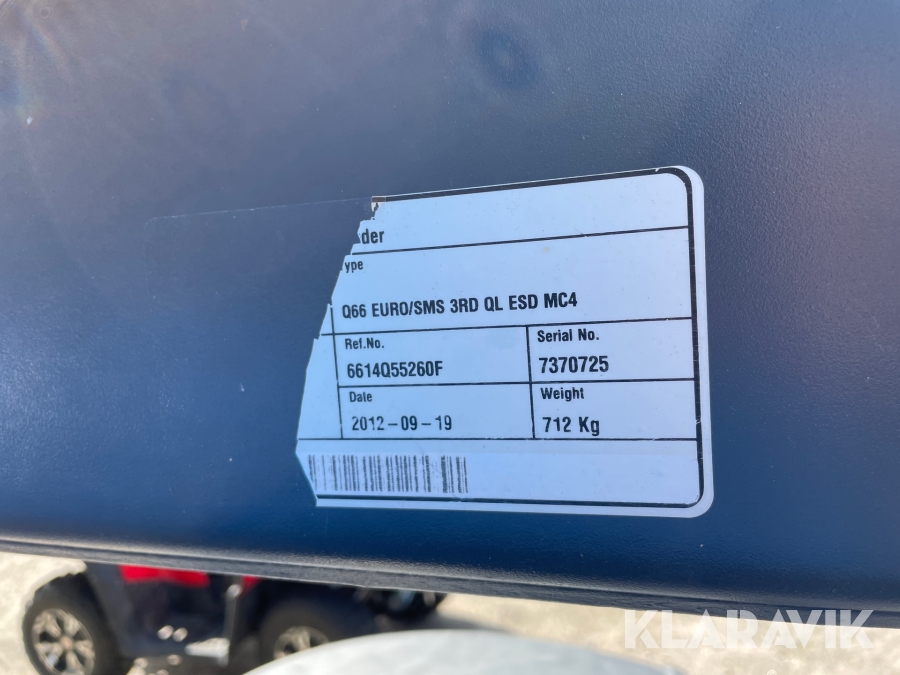 der
ype
Q66 EURO/SMS 3RD QL ESD MC4
Ref.No.
Serial No.
6614Q55260F
7370725
Date
Weight
2012-09-19
712 Kg
KLARAVIK